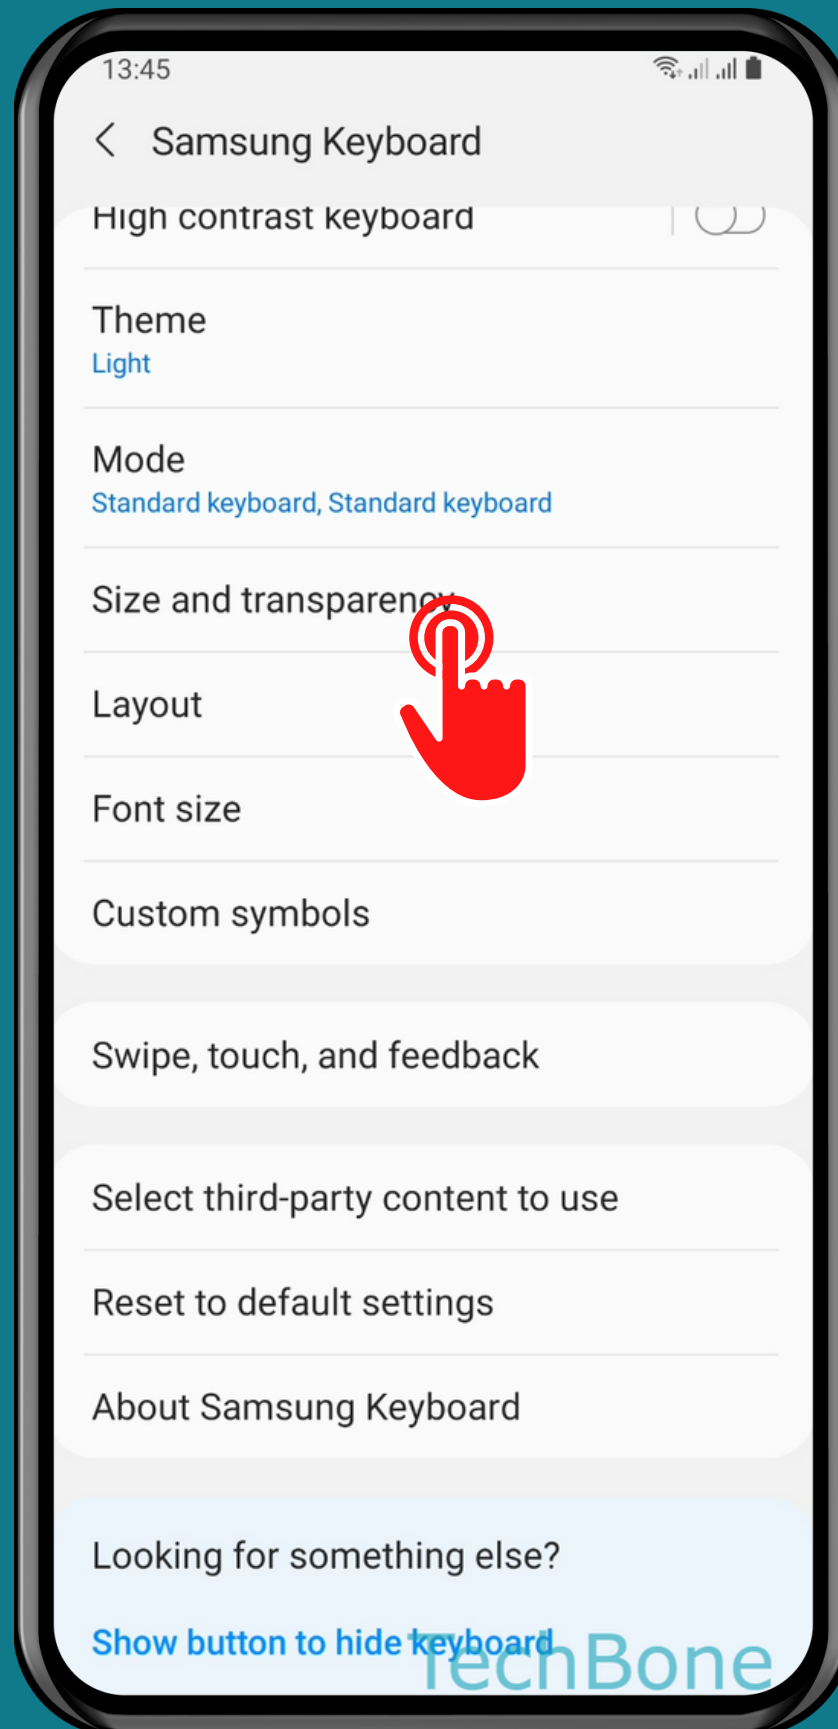 13:45
Samsung Keyboard
High contrast keyboard
Theme
Light
Mode
Standard keyboard, Standard keyboard
Size and transparency
Layout
Font size
Custom symbols
Swipe, touch, and feedback
Select third-party content to use
Reset to default settings
About Samsung Keyboard
Looking for something else?
Show button to hide keyboard
TechBone